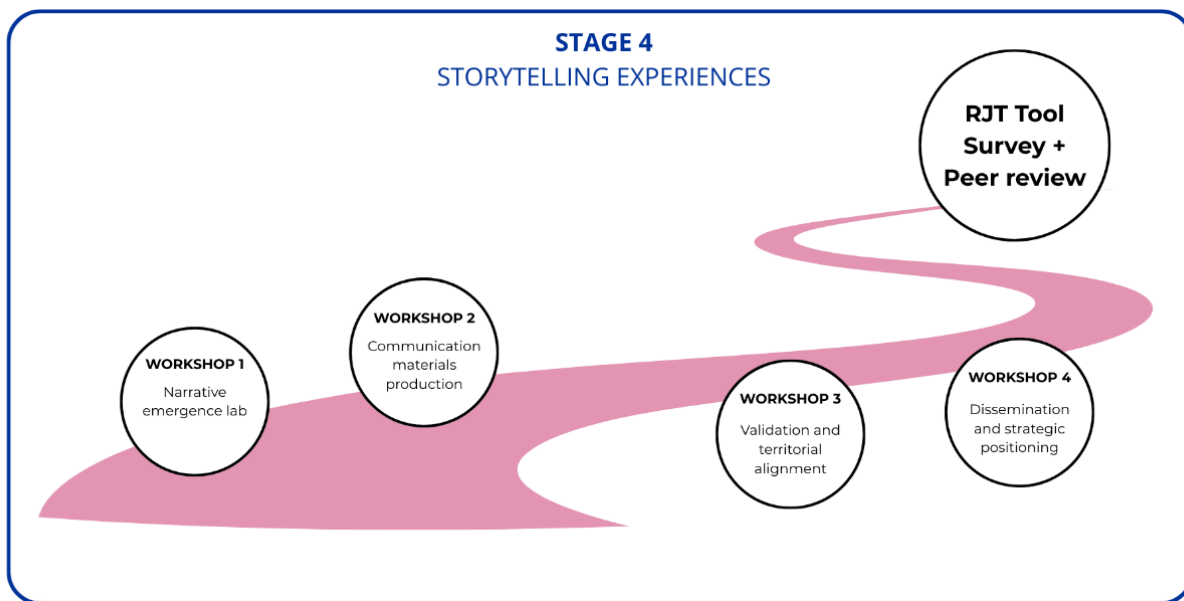 STAGE 4
STORYTELLING EXPERIENCES
RJT Tool
Survey +
Peer review
WORKSHOP 1
Narrative
emergence lab
WORKSHOP 2
Communication
materials
production
WORKSHOP 3
Validation and
territorial
alignment
WORKSHOP 4
Dissemination
and strategic
positioning